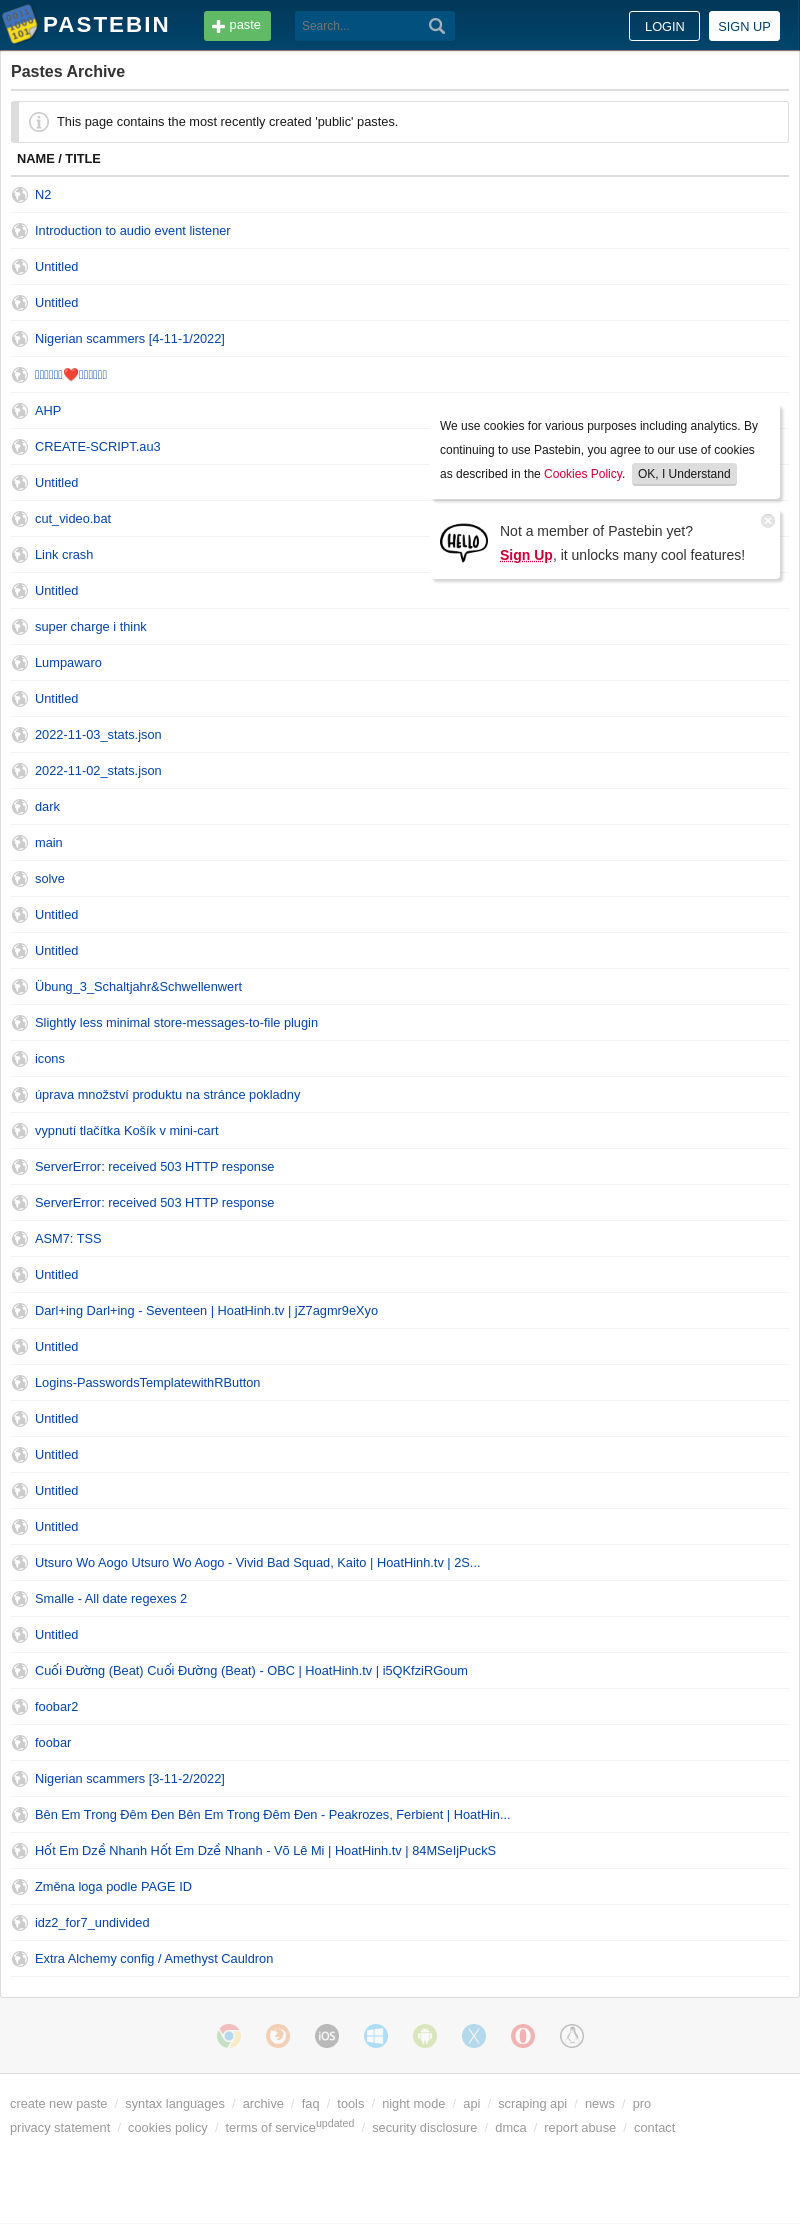 PASTEBIN
paste
Search...
LOGIN
SIGN UP
Pastes Archive
This page contains the most recently created 'public' pastes.
NAME / TITLE
N2
Introduction to audio event listener
Untitled
Untitled
Nigerian scammers [4-11-1/2022]
❤️
AHP
CREATE-SCRIPT.au3
Untitled
cut_video.bat
Link crash
Untitled
super charge i think
Lumpawaro
Untitled
2022-11-03_stats.json
2022-11-02_stats.json
dark
main
solve
Untitled
Untitled
Übung_3_Schaltjahr&Schwellenwert
Slightly less minimal store-messages-to-file plugin
icons
úprava množství produktu na stránce pokladny
vypnutí tlačítka Košík v mini-cart
ServerError: received 503 HTTP response
ServerError: received 503 HTTP response
ASM7: TSS
Untitled
Darl+ing Darl+ing - Seventeen | HoatHinh.tv | jZ7agmr9eXyo
Untitled
Logins-PasswordsTemplatewithRButton
Untitled
Untitled
Untitled
Untitled
Utsuro Wo Aogo Utsuro Wo Aogo - Vivid Bad Squad, Kaito | HoatHinh.tv | 2S...
Smalle - All date regexes 2
Untitled
Cuối Đường (Beat) Cuối Đường (Beat) - OBC | HoatHinh.tv | i5QKfziRGoum
foobar2
foobar
Nigerian scammers [3-11-2/2022]
Bên Em Trong Đêm Đen Bên Em Trong Đêm Đen - Peakrozes, Ferbient | HoatHin...
Hốt Em Dzề Nhanh Hốt Em Dzề Nhanh - Võ Lê Mi | HoatHinh.tv | 84MSeIjPuckS
Změna loga podle PAGE ID
idz2_for7_undivided
Extra Alchemy config / Amethyst Cauldron
We use cookies for various purposes including analytics. By
continuing to use Pastebin, you agree to our use of cookies
as described in the Cookies Policy. OK, I Understand
HELLO
Not a member of Pastebin yet?
Sign Up, it unlocks many cool features!
iOS
create new paste / syntax languages / archive / faq / tools / night mode / api / scraping api / news / pro
privacy statement / cookies policy / terms of service updated / security disclosure / dmca / report abuse / contact